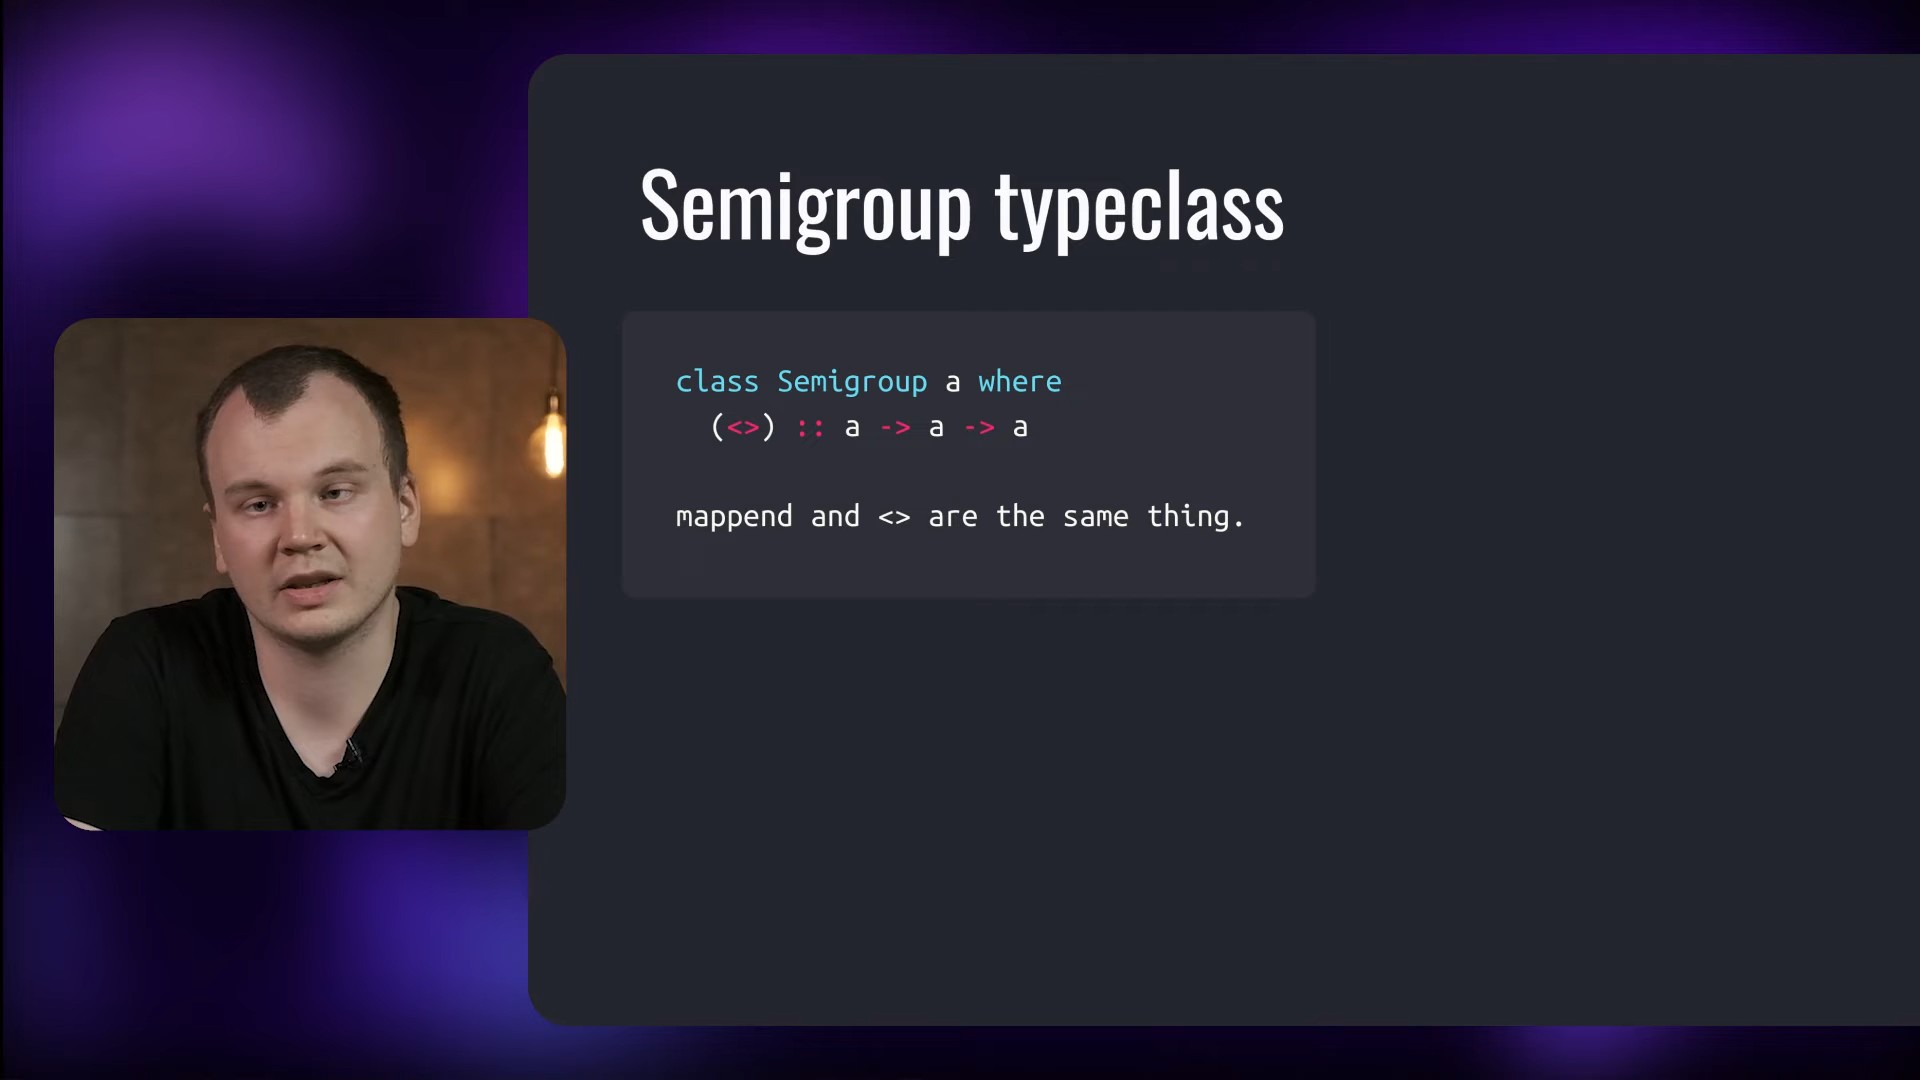 Semigroup typeclass
class Semigroup a where
(<>) :: a -> a -> a
mappend and <> are the same thing.